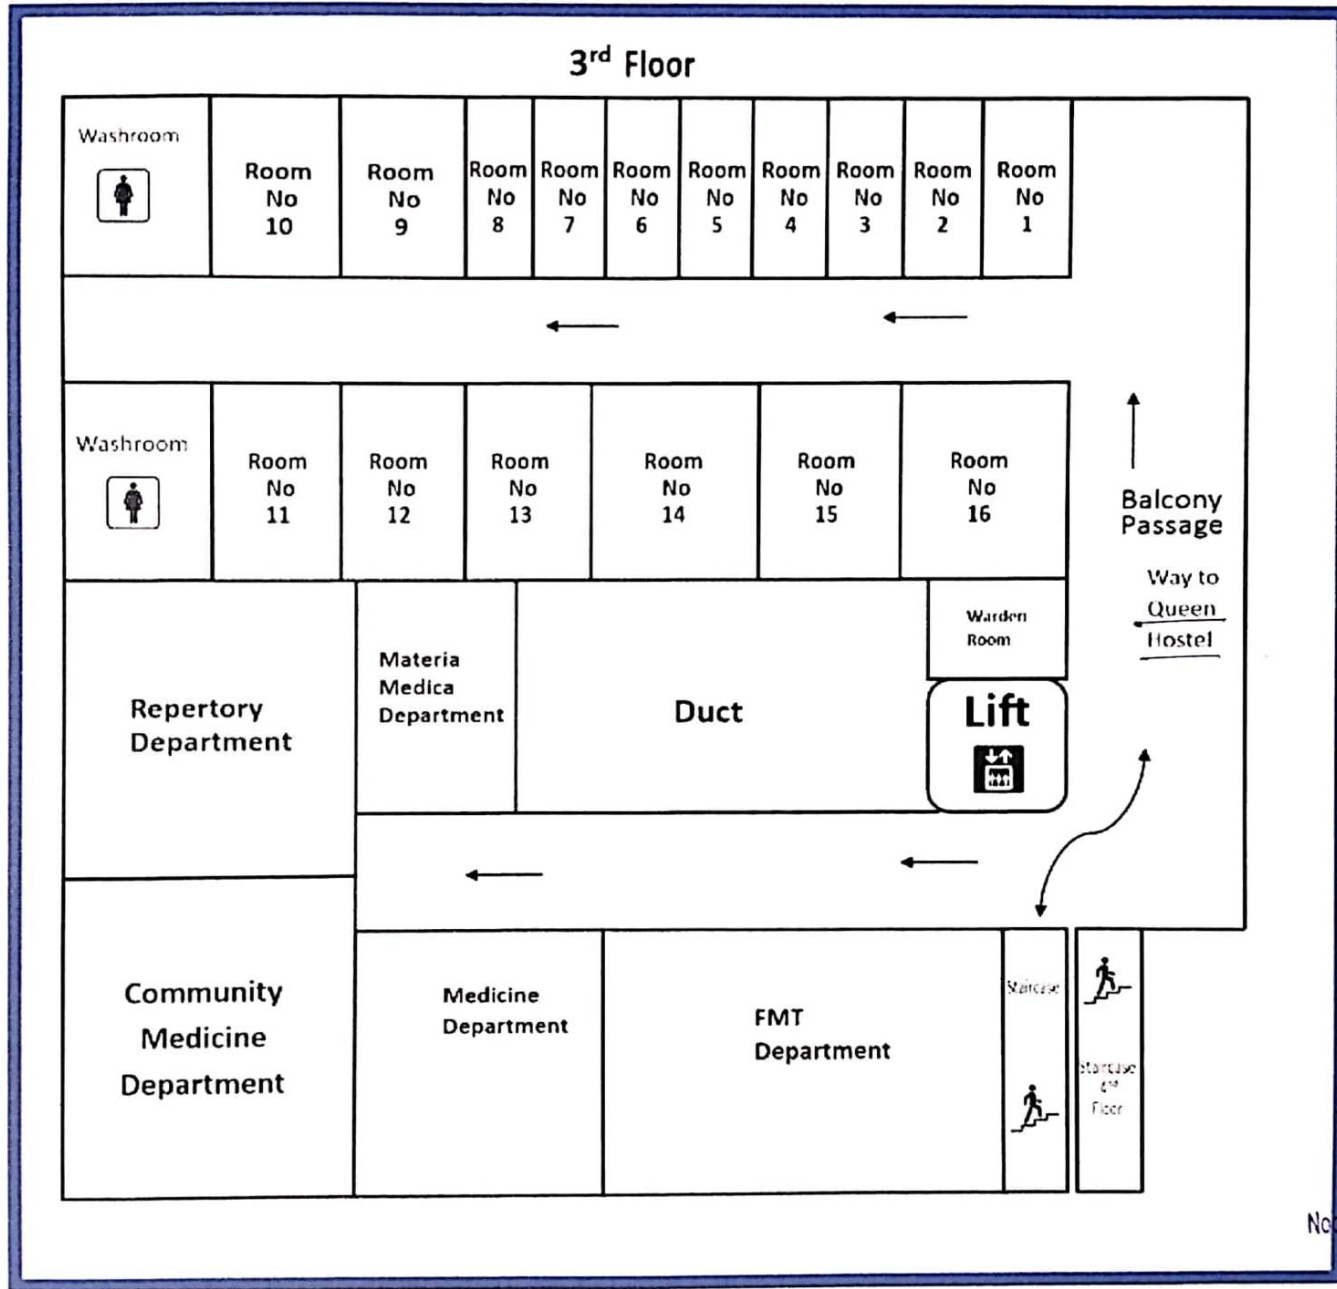 3rd Floor
Washroom
Room
No
10
Room
No
9
Room
No
8
Room
No
7
Room
No
6
Room
No
5
Room
No
4
Room
No
3
Room
No
2
Room
No
1
Washroom
Room
No
11
Room
No
12
Room
No
13
Room
No
14
Room
No
15
Room
No
16
Balcony
Passage
Way to
Queen
Hostel
Warden
Room
Repertory
Department
Materia
Medica
Department
Duct
Lift
Community
Medicine
Department
Medicine
Department
FMT
Department
Staircase
Staircase
Floor